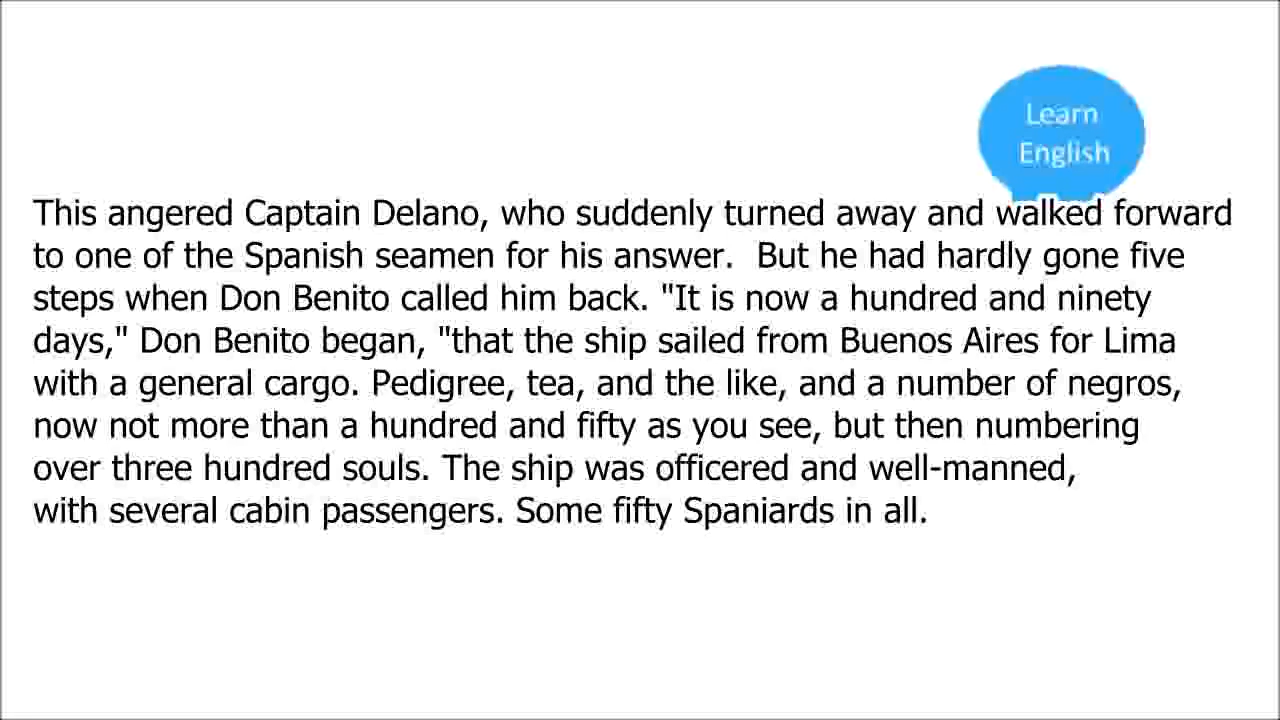 Learn
English
This angered Captain Delano, who suddenly turned away and walked forward
to one of the Spanish seamen for his answer.  But he had hardly gone five
steps when Don Benito called him back. "It is now a hundred and ninety
days," Don Benito began, "that the ship sailed from Buenos Aires for Lima
with a general cargo. Pedigree, tea, and the like, and a number of negros,
now not more than a hundred and fifty as you see, but then numbering
over three hundred souls. The ship was officered and well-manned,
with several cabin passengers. Some fifty Spaniards in all.